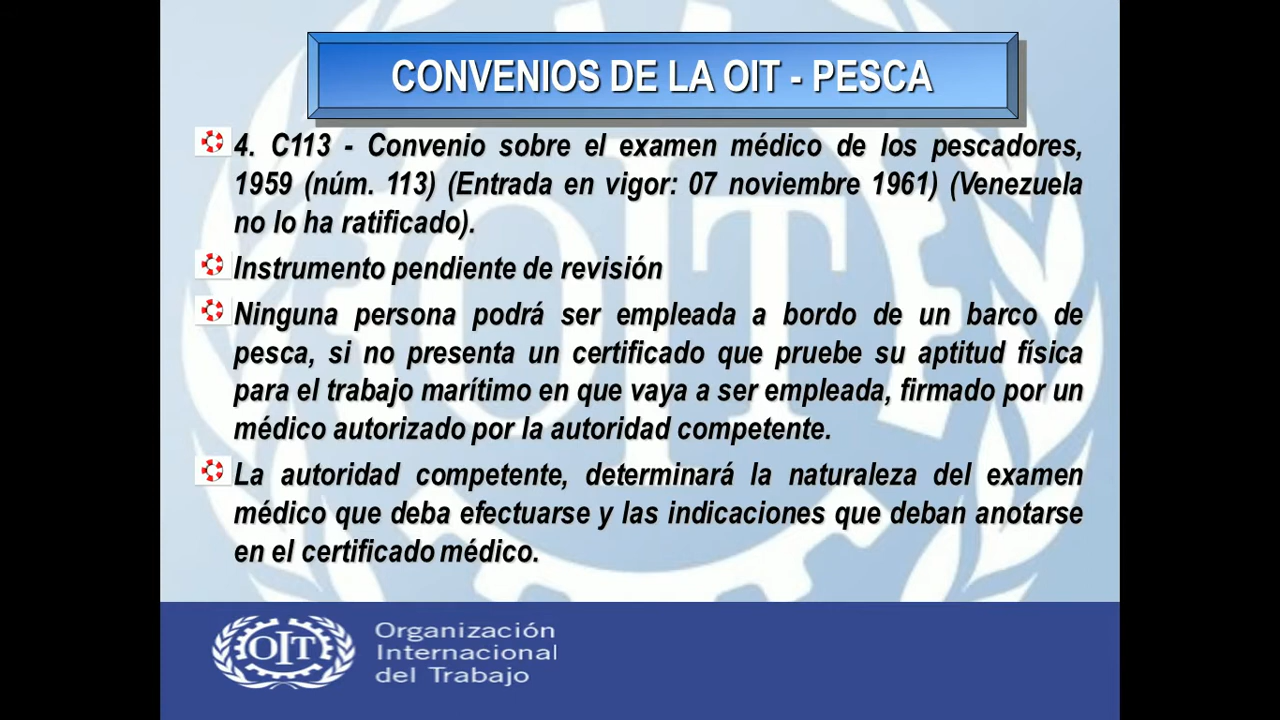 CONVENIOS DE LA OIT - PESCA
4. C113 - Convenio sobre el examen médico de los pescadores,
1959 (núm. 113) (Entrada en vigor: 07 noviembre 1961) (Venezuela
no lo ha ratificado).
Instrumento pendiente de revisión
Ninguna persona podrá ser empleada a bordo de un barco de
pesca, si no presenta un certificado que pruebe su aptitud física
para el trabajo marítimo en que vaya a ser empleada, firmado por un
médico autorizado por la autoridad competente.
La autoridad competente, determinará la naturaleza del examen
médico que deba efectuarse y las indicaciones que deban anotarse
en el certificado médico.
OIT
Organización
Internacional
del Trabajo